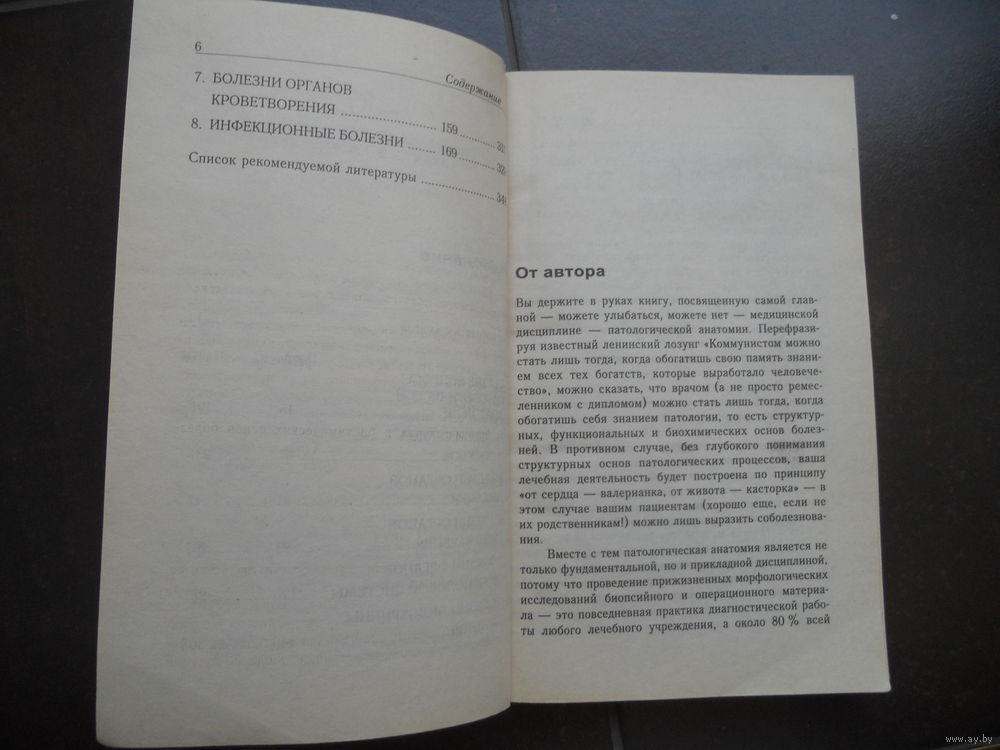 6
Содержание
7. БОЛЕЗНИ ОРГАНОВ
КРОВЕТВОРЕНИЯ ................ 159 ..........
8. ИНФЕКЦИОННЫЕ БОЛЕЗНИ ....... 169 ..........
Список рекомендуемой литературы ....................
От автора
Вы держите в руках книгу, посвященную самой глав-
ной — можете улыбаться, можете нет — медицинской
дисциплине — патологической анатомии. Перефрази-
руя известный ленинский лозунг «Коммунистом можно
стать лишь тогда, когда обогатишь свою память знани-
ем всех тех богатств, которые выработало человече-
ство», можно сказать, что врачом (а не просто ремес-
ленником с дипломом) можно стать лишь тогда, когда
обогатишь себя знанием патологии, то есть структур-
ных, функциональных и биохимических основ болез-
ней. В противном случае, без глубокого понимания
структурных основ патологических процессов, ваша
лечебная деятельность будет построена по принципу
«от сердца — валерианка, от живота — касторка» — в
этом случае вашим пациентам (хорошо еще, если не
их родственникам!) можно лишь выразить соболезнова-
ния.
Вместе с тем патологическая анатомия является не
только фундаментальной, но и прикладной дисциплиной,
потому что проведение прижизненных морфологических
исследований биопсийного и операционного материа-
ла — это повседневная практика диагностической рабо-
ты любого лечебного учреждения, а около 80 % всей
www.ay.by